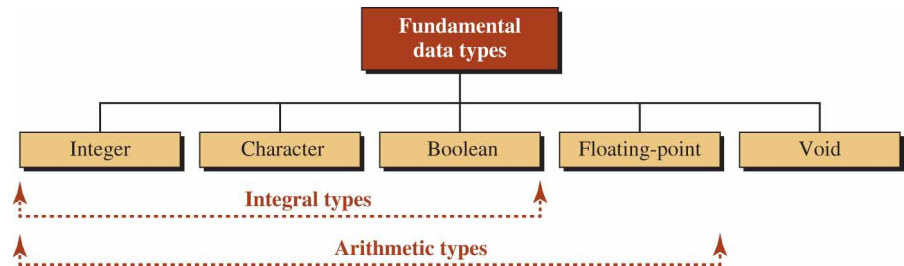 Fundamental
data types
Integer
Character
Boolean
Floating-point
Void
Integral types
Arithmetic types